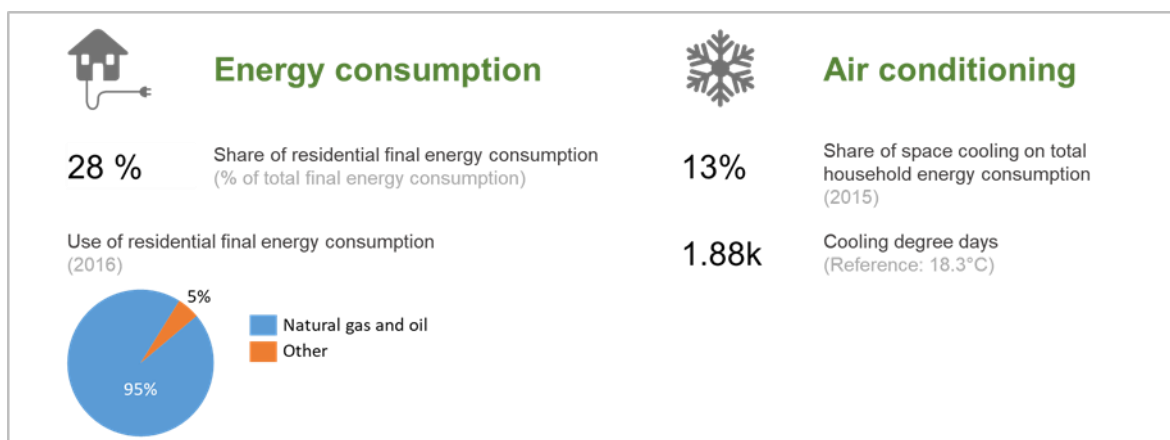 Energy consumption
28 %
Share of residential final energy consumption
(% of total final energy consumption)
Use of residential final energy consumption
(2016)
5%
95%
Natural gas and oil
Other
Air conditioning
13%
Share of space cooling on total
household energy consumption
(2015)
1.88k
Cooling degree days
(Reference: 18.3°C)